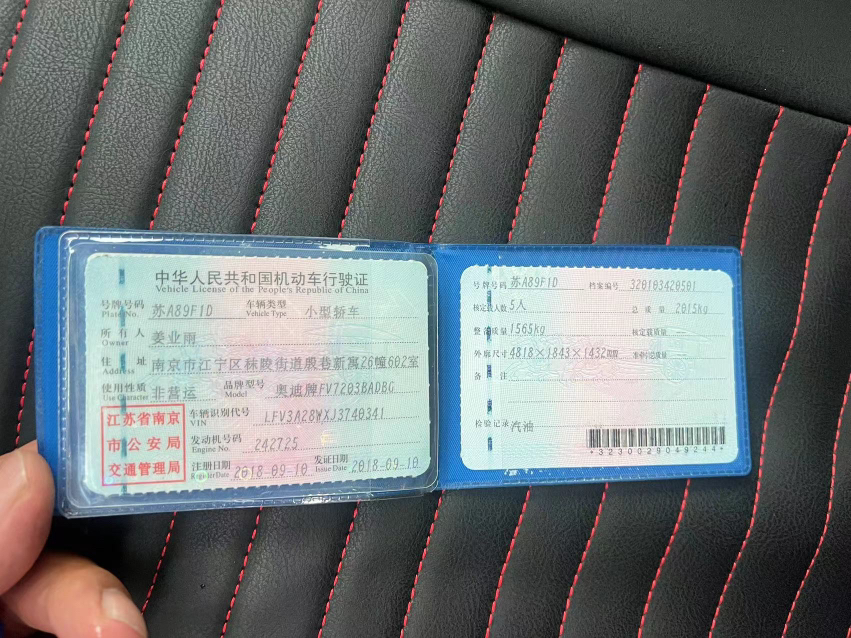 中华人民共和国机动车行驶证
Vehicle License of the People's Republic of China
号牌号码 苏A89F1D 车辆类型 小型轿车
Plate No. Vehicle Type
所有人 姜业雨
Owner
住址 南京市江宁区秣陵街道殷巷新寓26幢602室
Address
使用性质 非营运 品牌型号 奥迪牌FV7203BADBG
Use Character Model
江苏省南京
市公安局
交通管理局
车辆识别代号 LFV3A28WXJ3740341
VIN
发动机号码 242725
Engine No.
注册日期 2018-09-10 发证日期 2018-09-10
Register Date Issue Date
号牌号码 苏A89F1D 档案编号 320103420501
核定载人数 5人 总质量 2015kg
整备质量 1565kg 核定载质量
外廓尺寸 4818×1843×1432mm 准牵引总质量
备注
检验记录 汽油
*3230029049244*